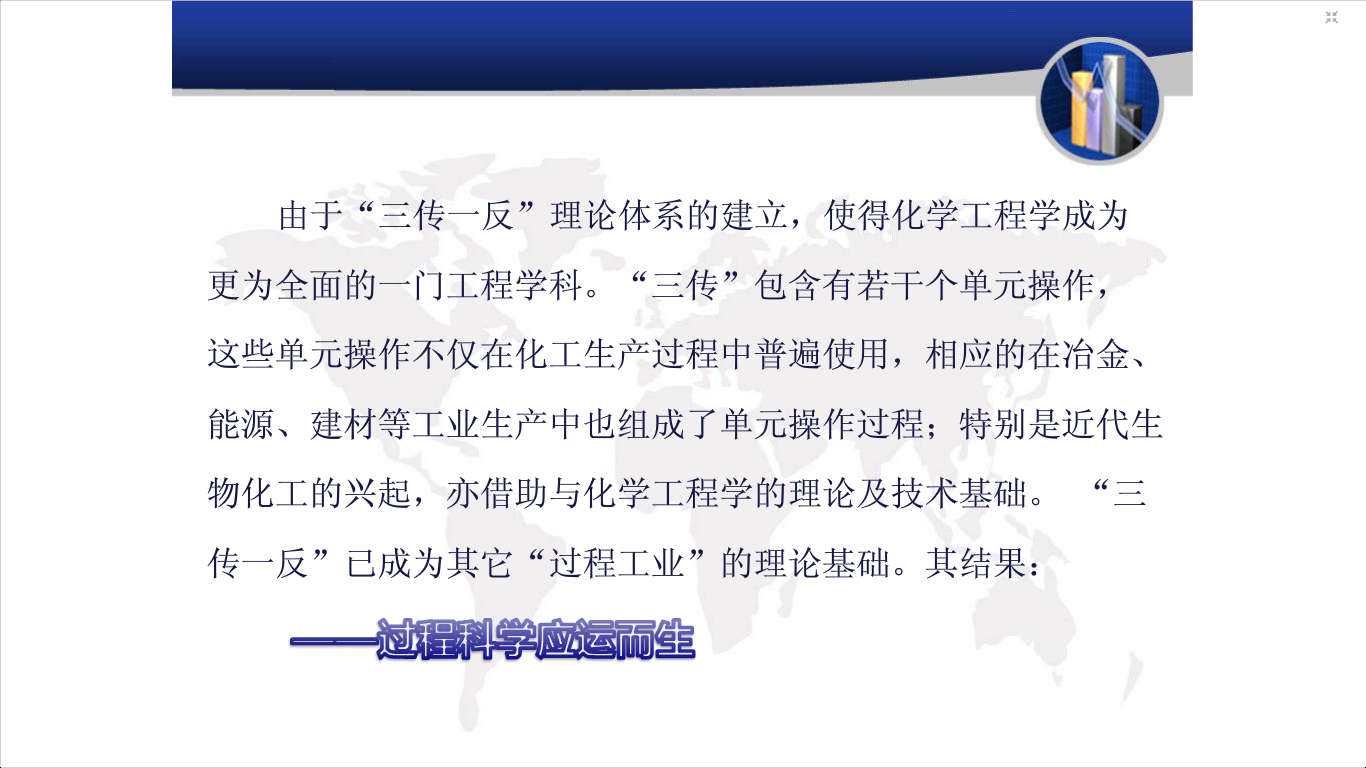 由于“三传一反”理论体系的建立，使得化学工程学成为
更为全面的一门工程学科。“三传”包含有若干个单元操作，
这些单元操作不仅在化工生产过程中普遍使用，相应的在冶金、
能源、建材等工业生产中也组成了单元操作过程；特别是近代生
物化工的兴起，亦借助与化学工程学的理论及技术基础。 “三
传一反”已成为其它“过程工业”的理论基础。其结果：
——过程科学应运而生